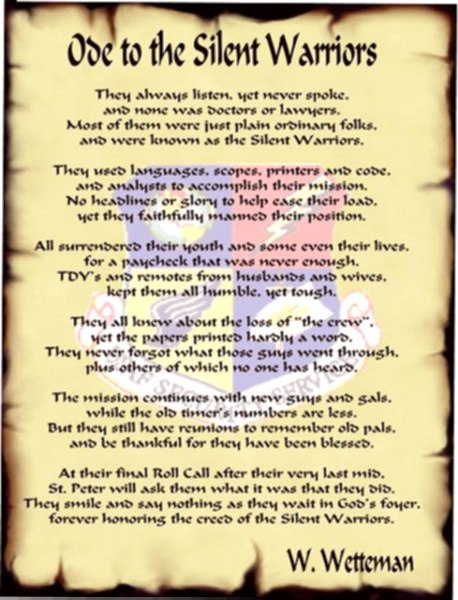 Ode to the Silent Warriors
They always listen, yet never spoke,
and none was doctors or lawyers.
Most of them were just plain ordinary folks,
and were known as the Silent Warriors.
They used languages, scopes, printers and code,
and analysts to accomplish their mission.
No headlines or glory to help ease their load,
yet they faithfully manned their position.
All surrendered their youth and some even their lives,
for a paycheck that was never enough.
TDY's and remotes from husbands and wives,
kept them all humble, yet tough.
They all knew about the loss of "the crew",
yet the papers printed hardly a word.
They never forgot what those guys went through,
plus others of which no one has heard.
The mission continues with new guys and gals,
while the old timer's numbers are less.
But they still have reunions to remember old pals,
and be thankful for they have been blessed.
At their final Roll Call after their very last mid,
St. Peter will ask them what it was that they did.
They smile and say nothing as they wait in God's foyer,
forever honoring the creed of the Silent Warriors.
W. Wetteman
USAF SECURITY SERVICE